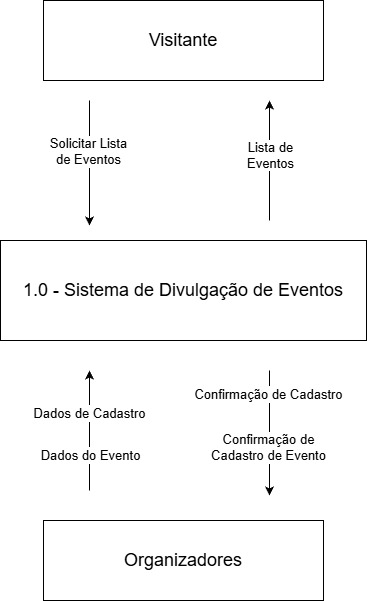 Visitante
Solicitar Lista
de Eventos
Lista de
Eventos
1.0 - Sistema de Divulgação de Eventos
Dados de Cadastro
Dados do Evento
Confirmação de Cadastro
Confirmação de
Cadastro de Evento
Organizadores